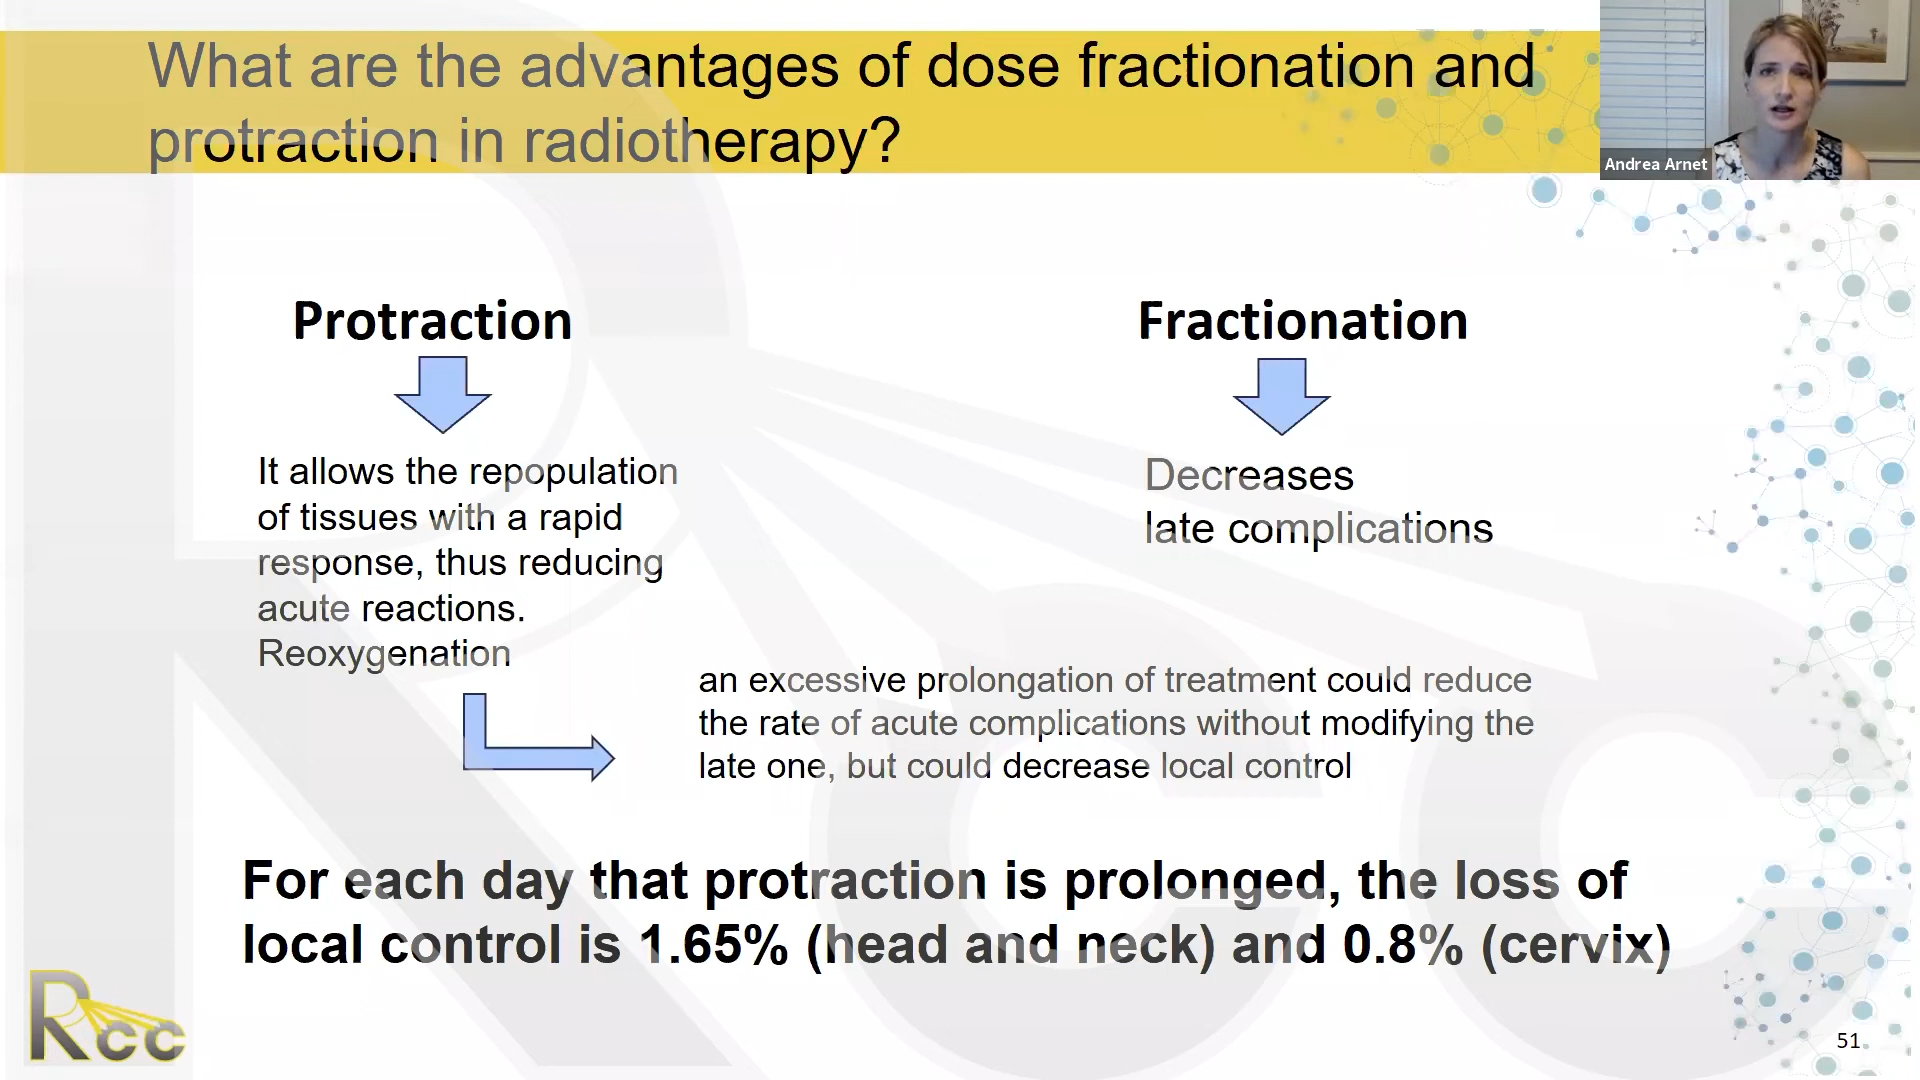 What are the advantages of dose fractionation and
protraction in radiotherapy?
Andrea Arnet
Protraction
Fractionation
It allows the repopulation
of tissues with a rapid
response, thus reducing
acute reactions.
Reoxygenation
Decreases
late complications
an excessive prolongation of treatment could reduce
the rate of acute complications without modifying the
late one, but could decrease local control
For each day that protraction is prolonged, the loss of
local control is 1.65% (head and neck) and 0.8% (cervix)
Rcc
51